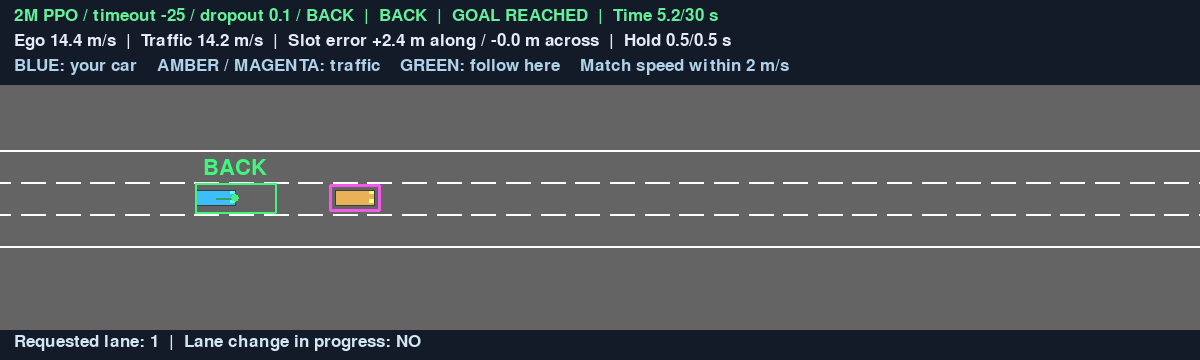 2M PPO / timeout -25 / dropout 0.1 / BACK | BACK | GOAL REACHED | Time 5.2/30 s
Ego 14.4 m/s | Traffic 14.2 m/s | Slot error +2.4 m along / -0.0 m across | Hold 0.5/0.5 s
BLUE: your car AMBER / MAGENTA: traffic GREEN: follow here Match speed within 2 m/s
BACK
Requested lane: 1 | Lane change in progress: NO